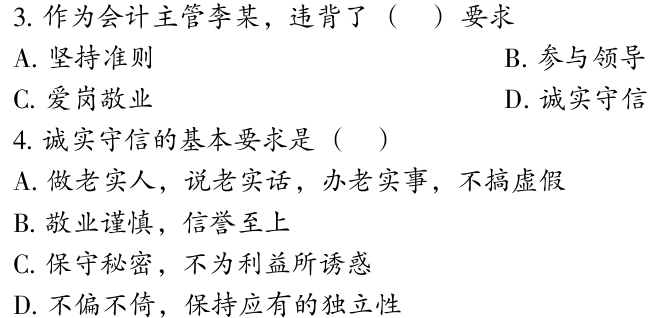 3. 作为会计主管李某，违背了（　）要求
A. 坚持准则　　B. 参与领导
C. 爱岗敬业　　D. 诚实守信
4. 诚实守信的基本要求是（　）
A. 做老实人，说老实话，办老实事，不搞虚假
B. 敬业谨慎，信誉至上
C. 保守秘密，不为利益所诱惑
D. 不偏不倚，保持应有的独立性